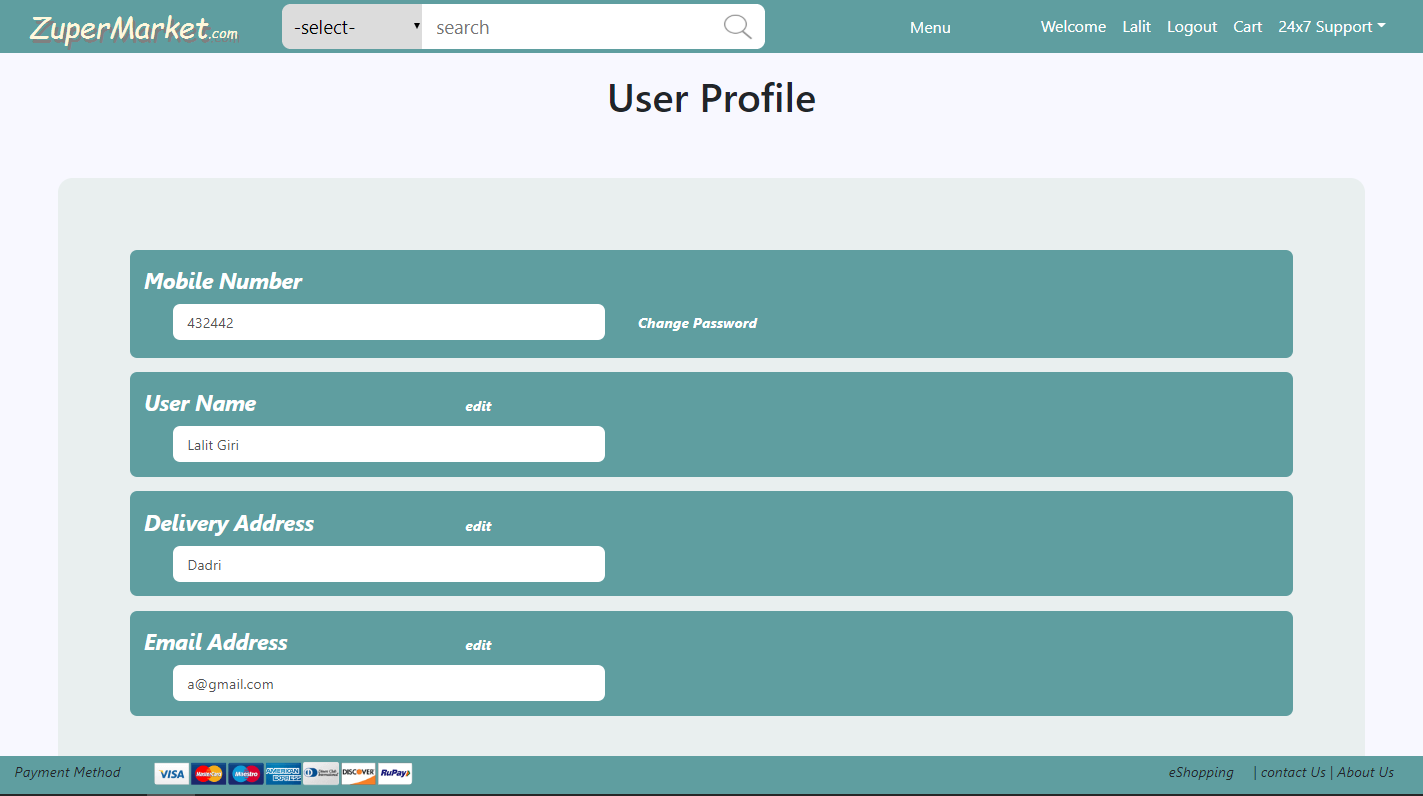 ZuperMarket.com -select- search Menu Welcome Lalit Logout Cart 24x7 Support
User Profile
Mobile Number
432442 Change Password
User Name edit
Lalit Giri
Delivery Address edit
Dadri
Email Address edit
a@gmail.com
Payment Method VISA MasterCard Maestro AMERICAN EXPRESS DISCOVER RuPay eShopping | contact Us | About Us